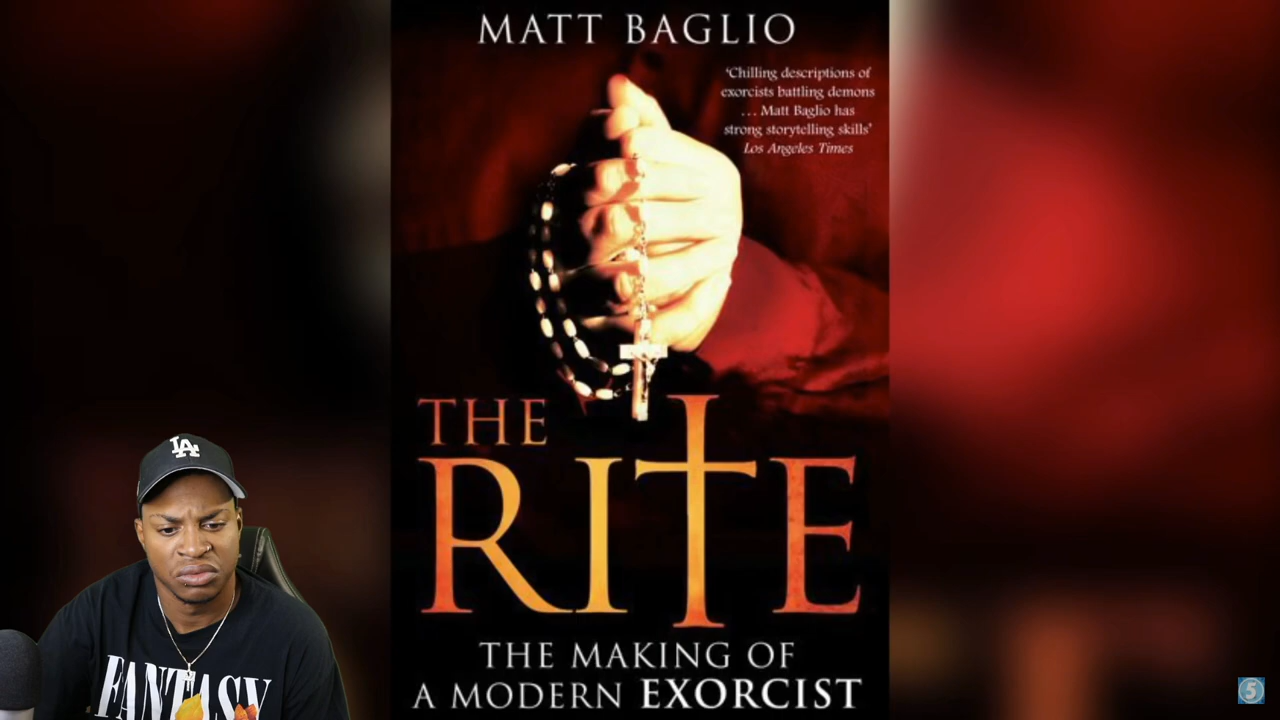 MATT BAGLIO
‘Chilling descriptions of
exorcists battling demons
... Matt Baglio has
strong storytelling skills’
Los Angeles Times
THE
RITE
THE MAKING OF
A MODERN EXORCIST
LA
FANTASY
5